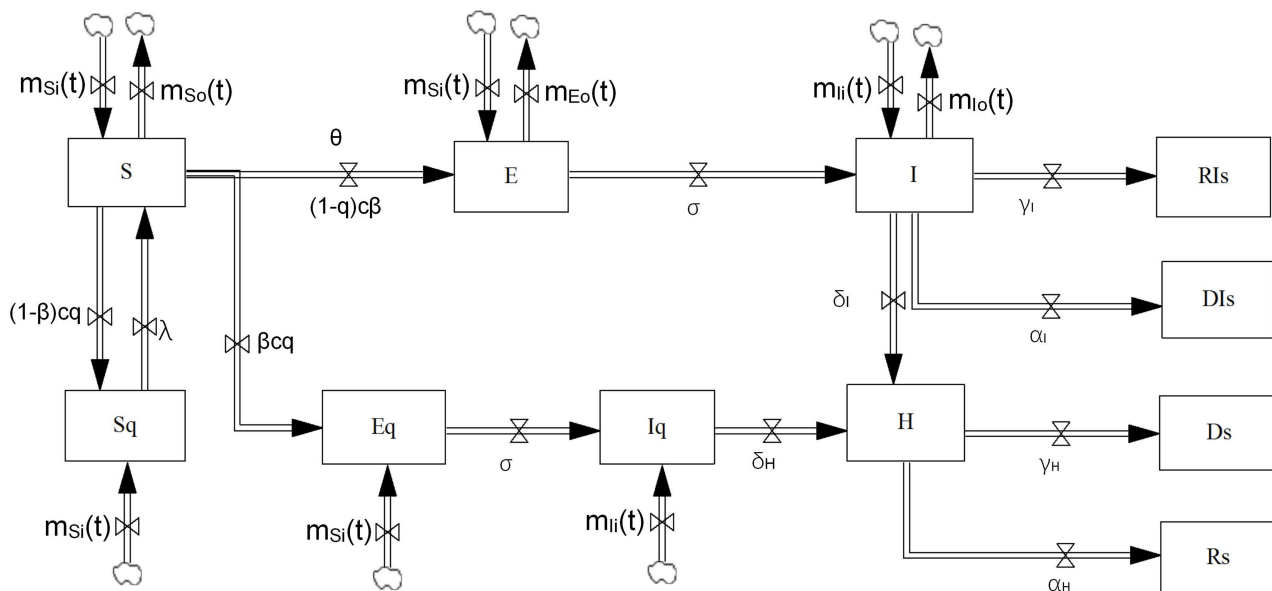 mSi(t)
mSo(t)
mSi(t)
mEo(t)
mIi(t)
mIo(t)
θ
S
E
I
RIs
(1-q)cβ
σ
γI
(1-β)cq
λ
βcq
δI
DIs
αI
Sq
Eq
Iq
H
Ds
σ
δH
γH
mSi(t)
mSi(t)
mIi(t)
Rs
αH